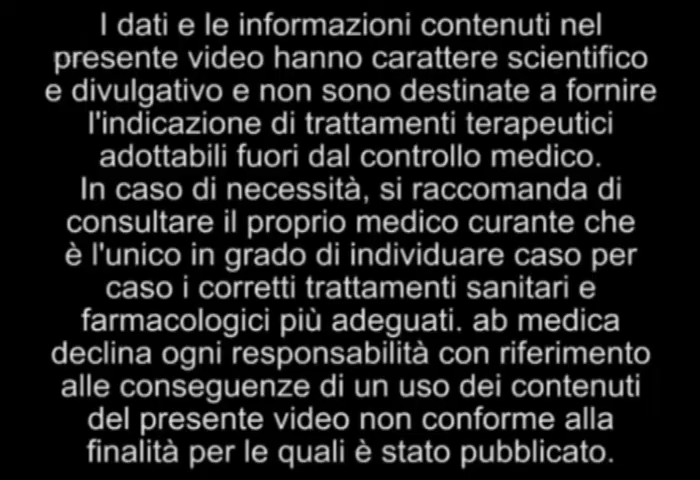 I dati e le informazioni contenuti nel
presente video hanno carattere scientifico
e divulgativo e non sono destinate a fornire
l'indicazione di trattamenti terapeutici
adottabili fuori dal controllo medico.
In caso di necessità, si raccomanda di
consultare il proprio medico curante che
è l'unico in grado di individuare caso per
caso i corretti trattamenti sanitari e
farmacologici più adeguati. ab medica
declina ogni responsabilità con riferimento
alle conseguenze di un uso dei contenuti
del presente video non conforme alla
finalità per le quali è stato pubblicato.